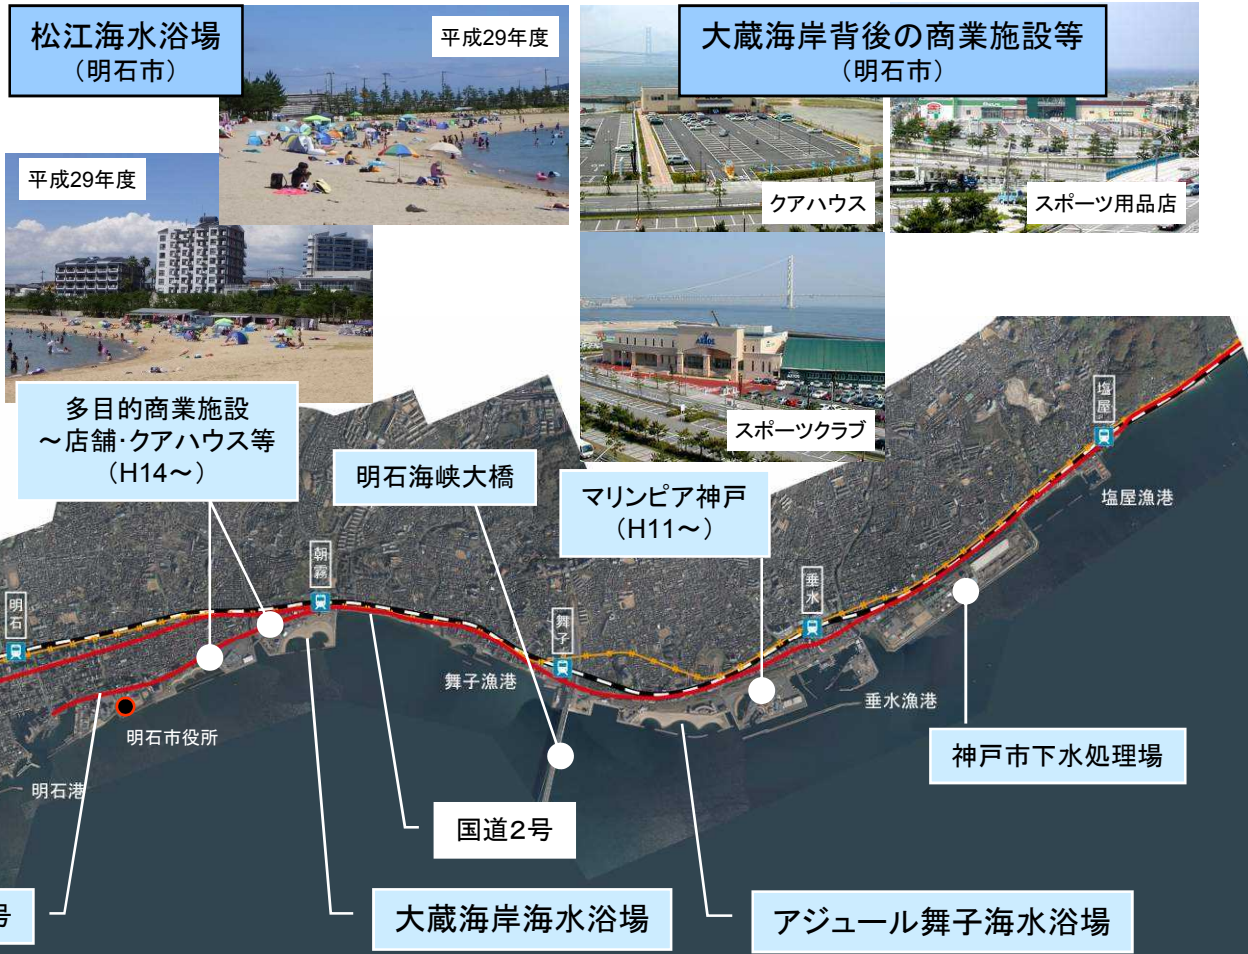 松江海水浴場
（明石市）
平成29年度
平成29年度
大蔵海岸背後の商業施設等
（明石市）
クアハウス
スポーツ用品店
スポーツクラブ
多目的商業施設
～店舗・クアハウス等
（H14～）
明石海峡大橋
マリンピア神戸
（H11～）
塩屋
塩屋漁港
朝霧
明石
舞子
垂水
舞子漁港
垂水漁港
明石市役所
明石港
神戸市下水処理場
国道２号
号
大蔵海岸海水浴場
アジュール舞子海水浴場